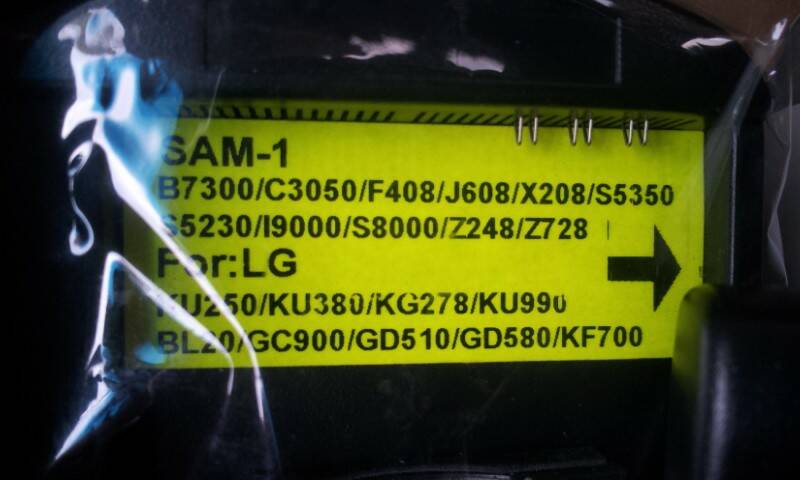 SAM-1
B7300/C3050/F408/J608/X208/S5350
S5230/I9000/S8000/Z248/Z728
For:LG
KU250/KU380/KG278/KU990
BL20/GC900/GD510/GD580/KF700